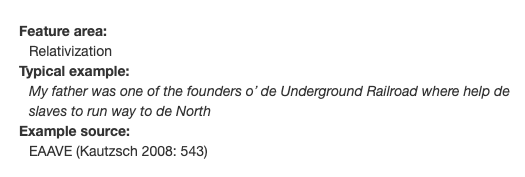 Feature area:
Relativization
Typical example:
My father was one of the founders o’ de Underground Railroad where help de
slaves to run way to de North
Example source:
EAAVE (Kautzsch 2008: 543)